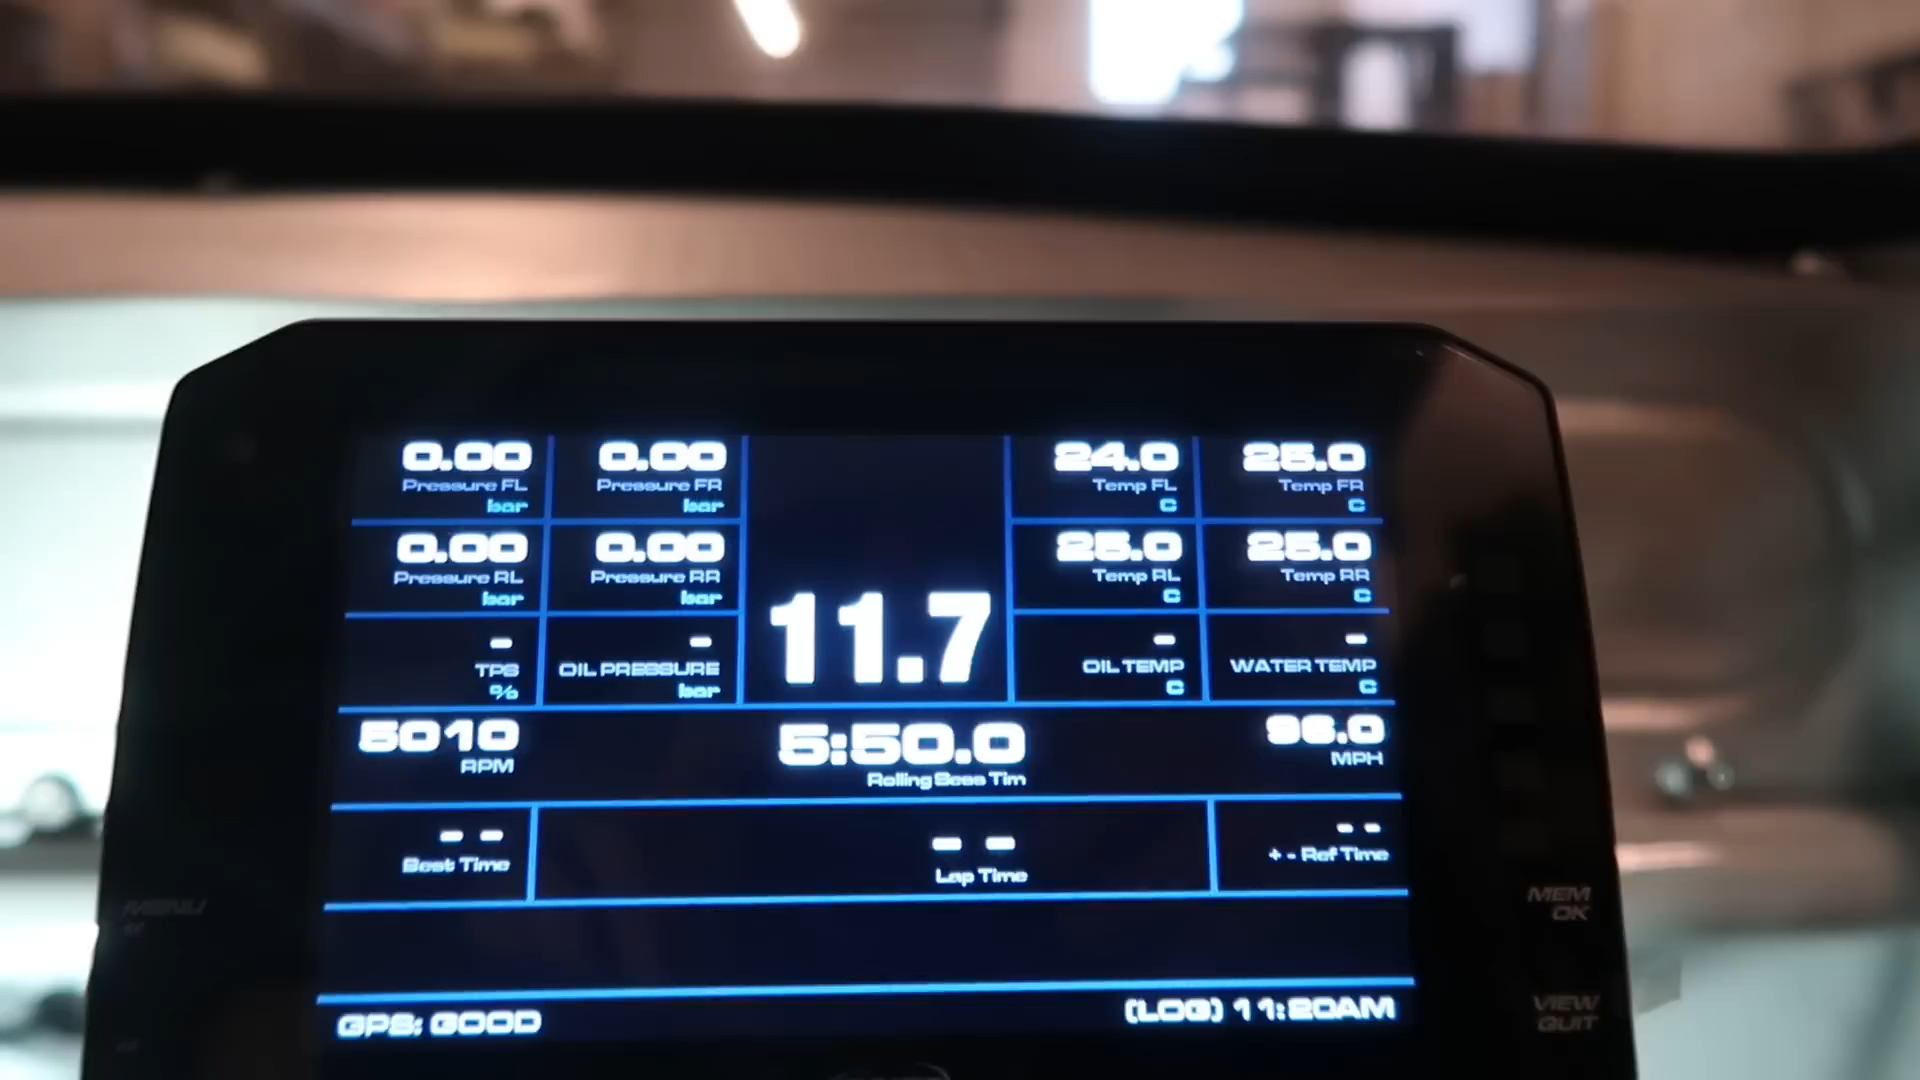 0.00 0.00 24.0 25.0
Pressure FL Pressure FR Temp FL Temp FR
bar bar C C
0.00 0.00 25.0 25.0
Pressure RL Pressure RR Temp RL Temp RR
bar bar C C
- - 11.7 - -
TPS OIL PRESSURE OIL TEMP WATER TEMP
% bar C C
5010 5:50.0 96.0
RPM Rolling Bess Tim MPH
-- -- --
Best Time Lap Time + - Ref Time
MENU
MEM
OK
GPS: GOOD (LOG) 11:20AM
VIEW
QUIT